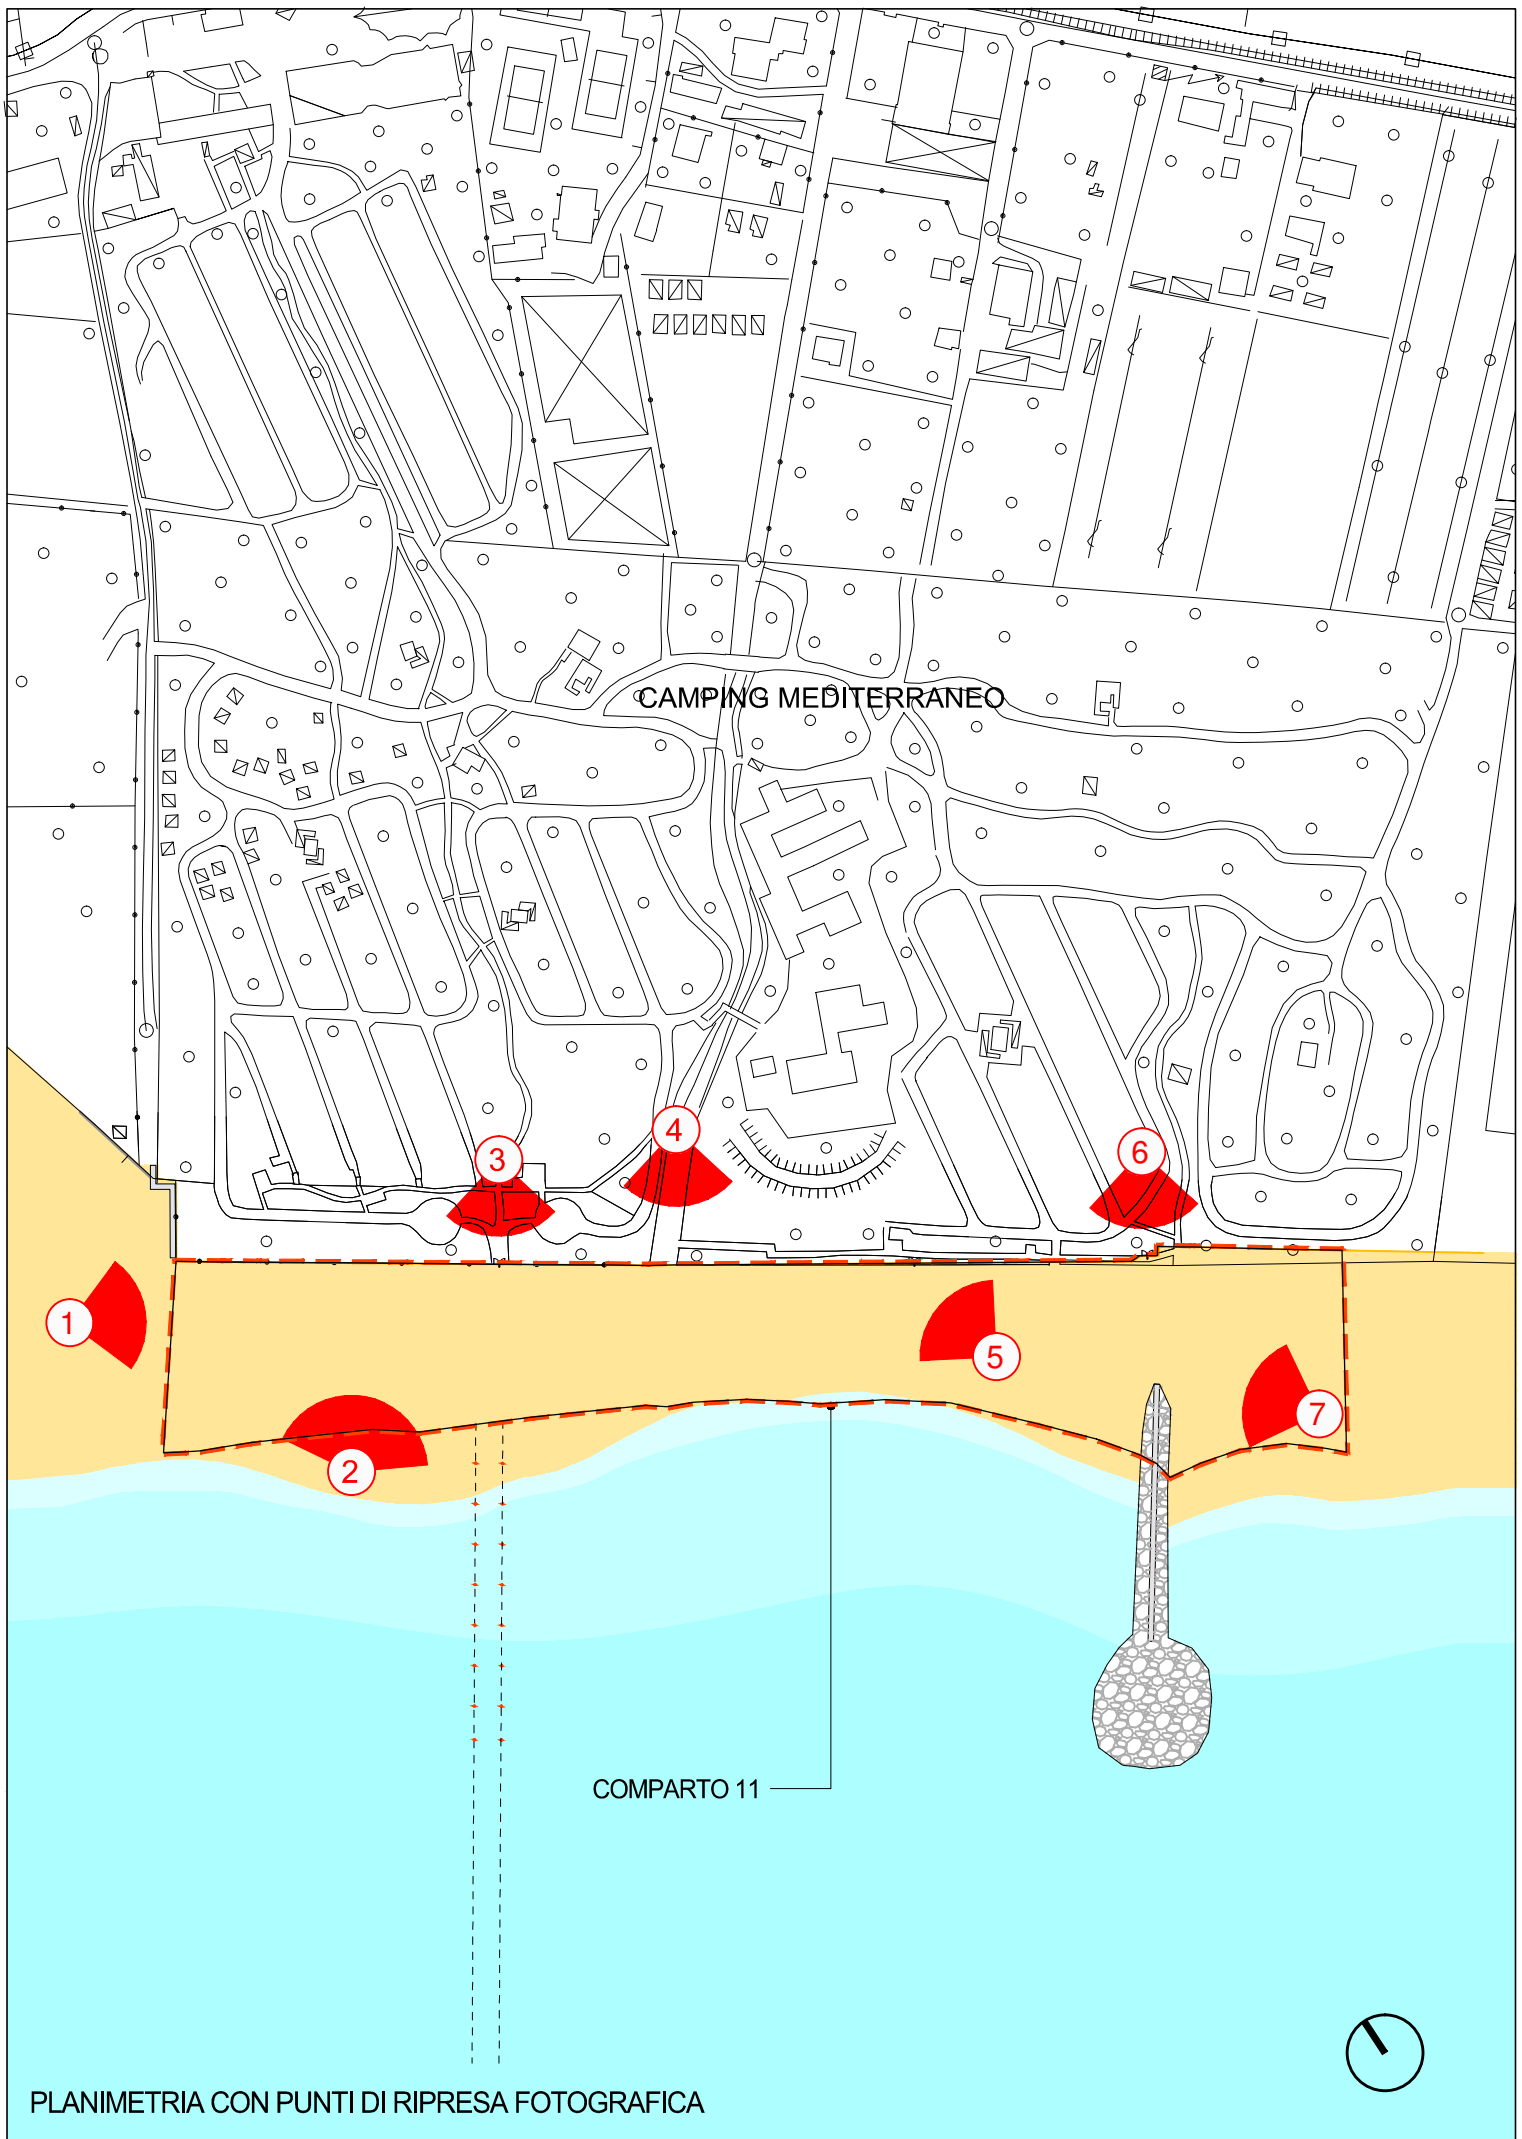 CAMPING MEDITERRANEO
4
3
6
1
5
7
2
COMPARTO 11
PLANIMETRIA CON PUNTI DI RIPRESA FOTOGRAFICA